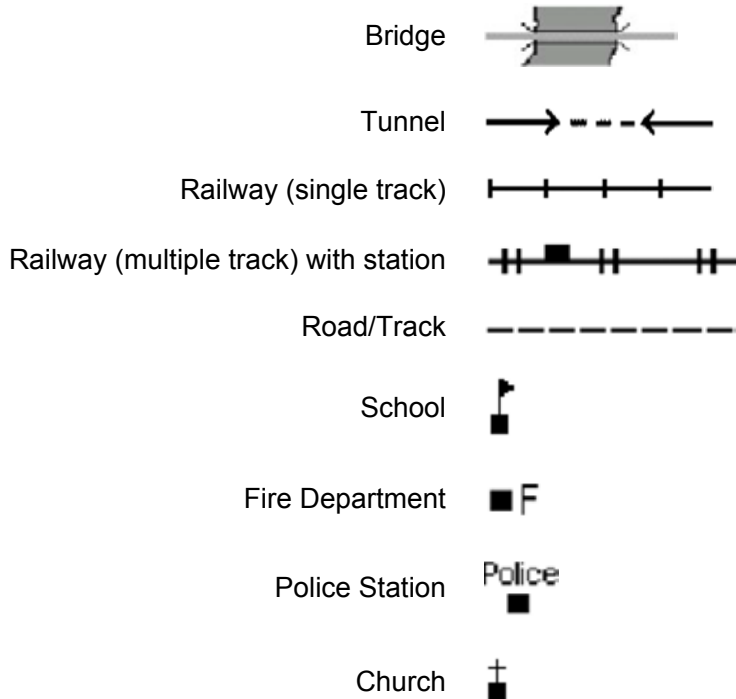 Bridge
Tunnel
Railway (single track)
Railway (multiple track) with station
Road/Track
School
Fire Department
F
Police Station
Police
Church